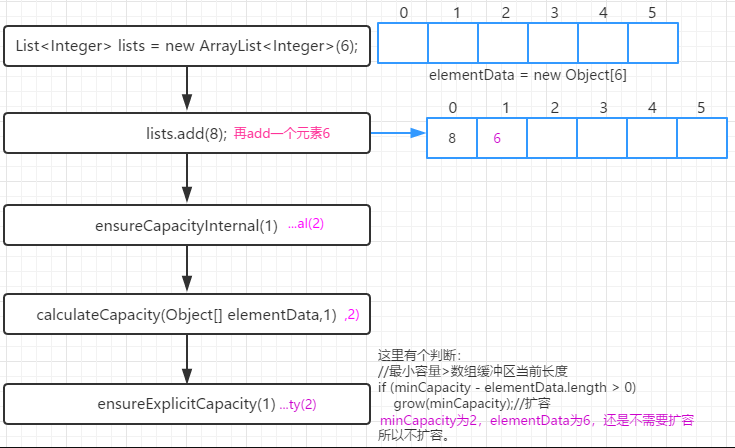 0 1 2 3 4 5
List<Integer> lists = new ArrayList<Integer>(6);
elementData = new Object[6]
0 1 2 3 4 5
lists.add(8); 再add一个元素6
8 6
ensureCapacityInternal(1) ...al(2)
calculateCapacity(Object[] elementData,1) ,2)
这里有个判断：
//最小容量>数组缓冲区当前长度
if (minCapacity - elementData.length > 0)
grow(minCapacity);//扩容
ensureExplicitCapacity(1) ...ty(2)
minCapacity为2，elementData为6，还是不需要扩容
所以不扩容。